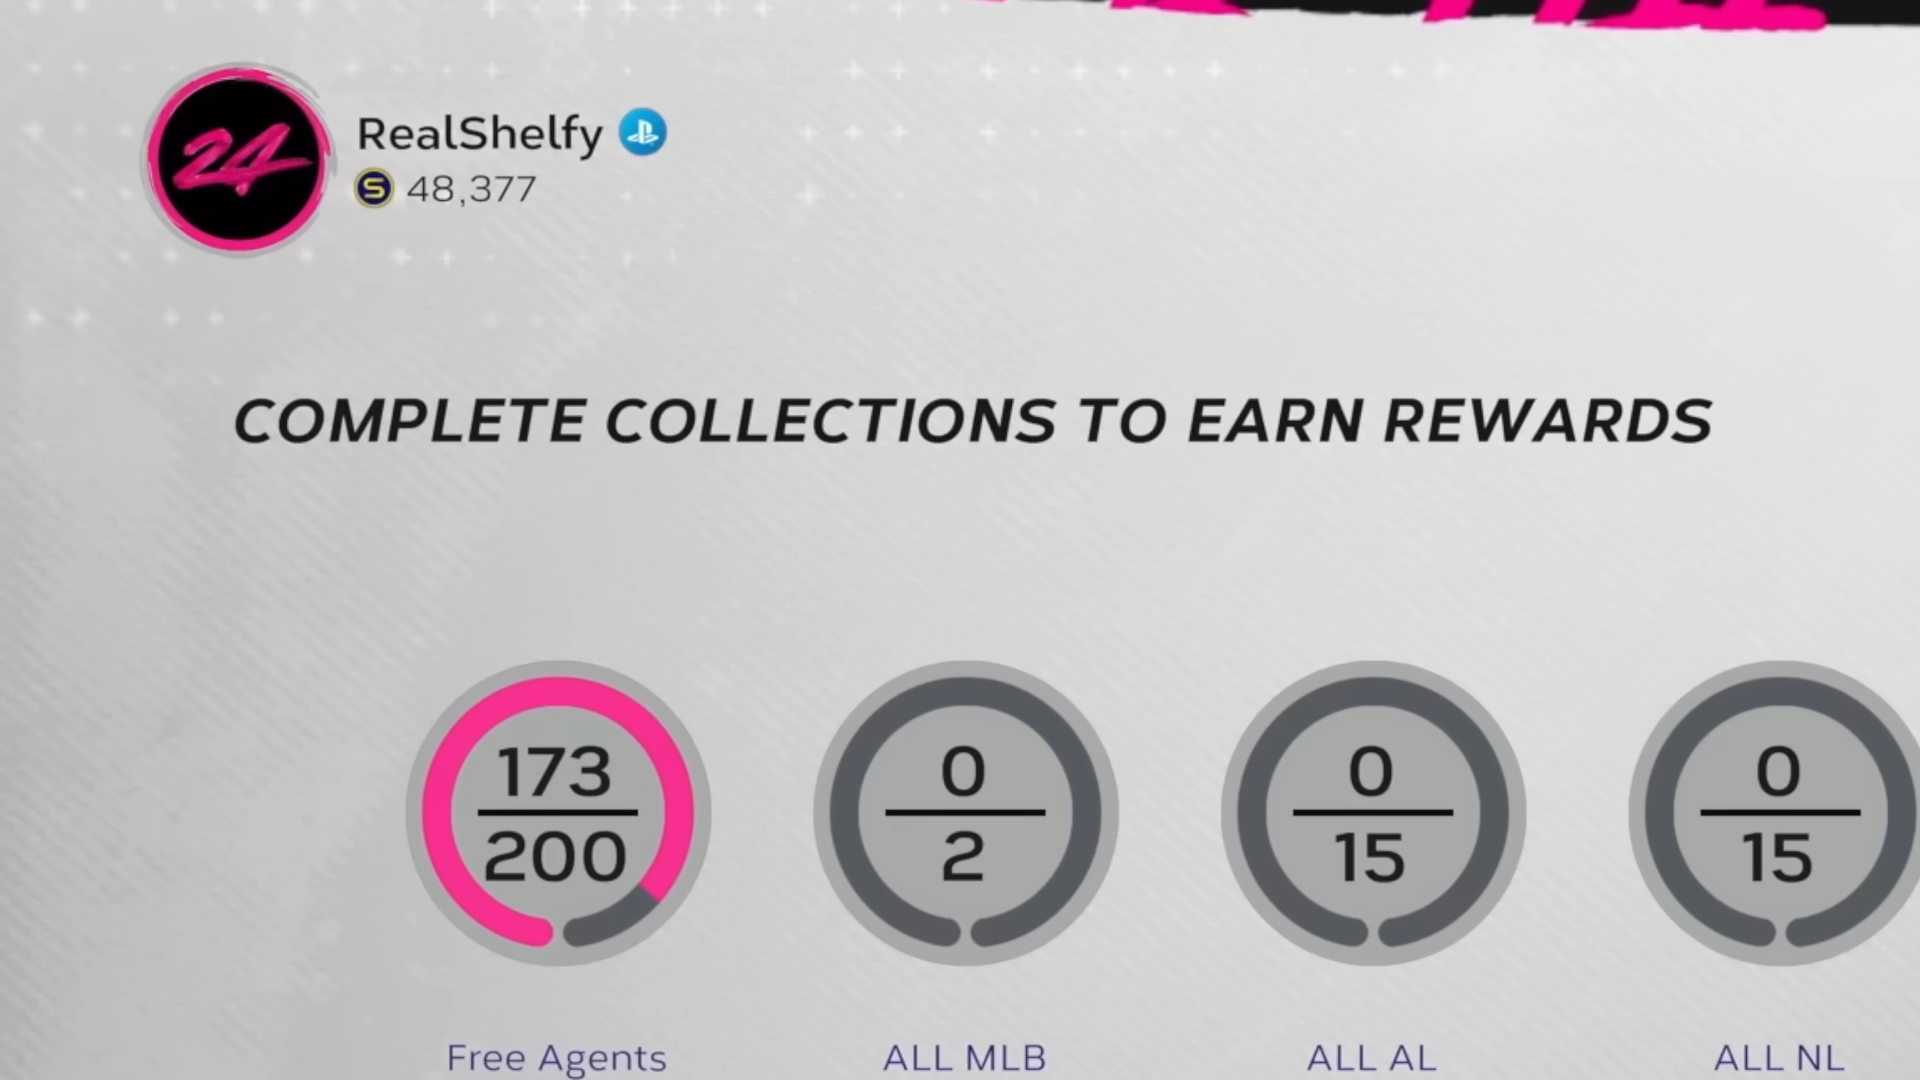 24
RealShelfy
S 48,377
COMPLETE COLLECTIONS TO EARN REWARDS
173
200
0
2
0
15
0
15
Free Agents
ALL MLB
ALL AL
ALL NL